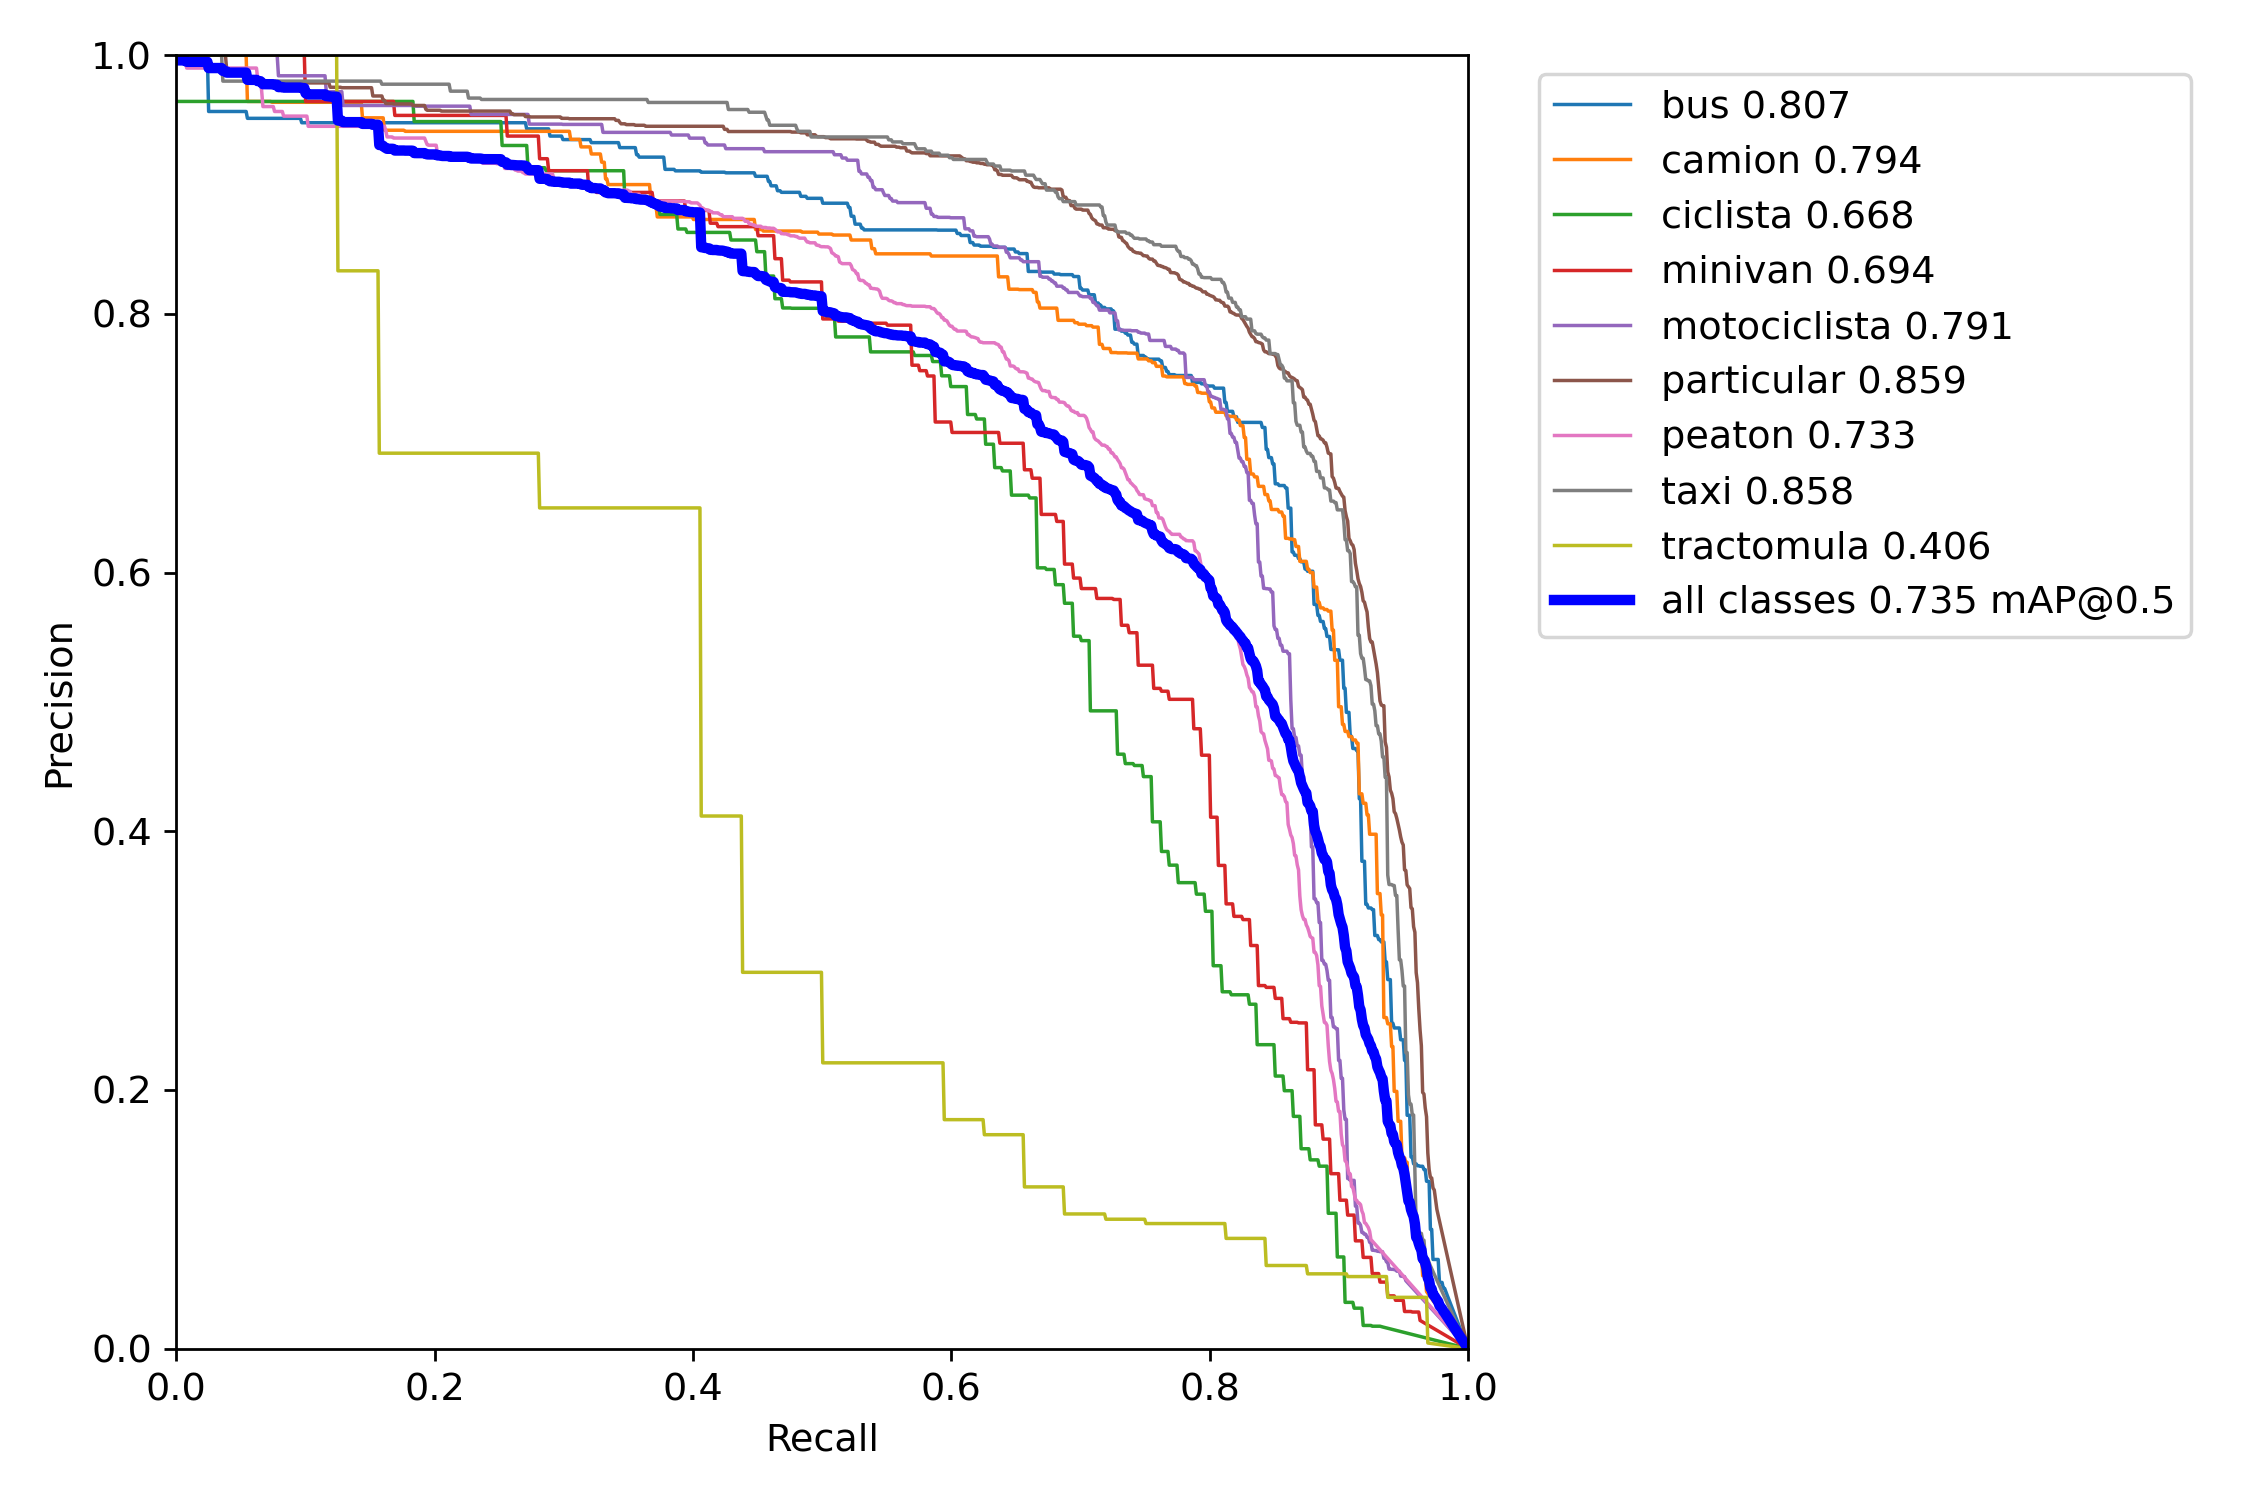 1.0
0.8
0.6
0.4
0.2
0.0
Precision
0.0 0.2 0.4 0.6 0.8 1.0
Recall
bus 0.807
camion 0.794
ciclista 0.668
minivan 0.694
motociclista 0.791
particular 0.859
peaton 0.733
taxi 0.858
tractomula 0.406
all classes 0.735 mAP@0.5